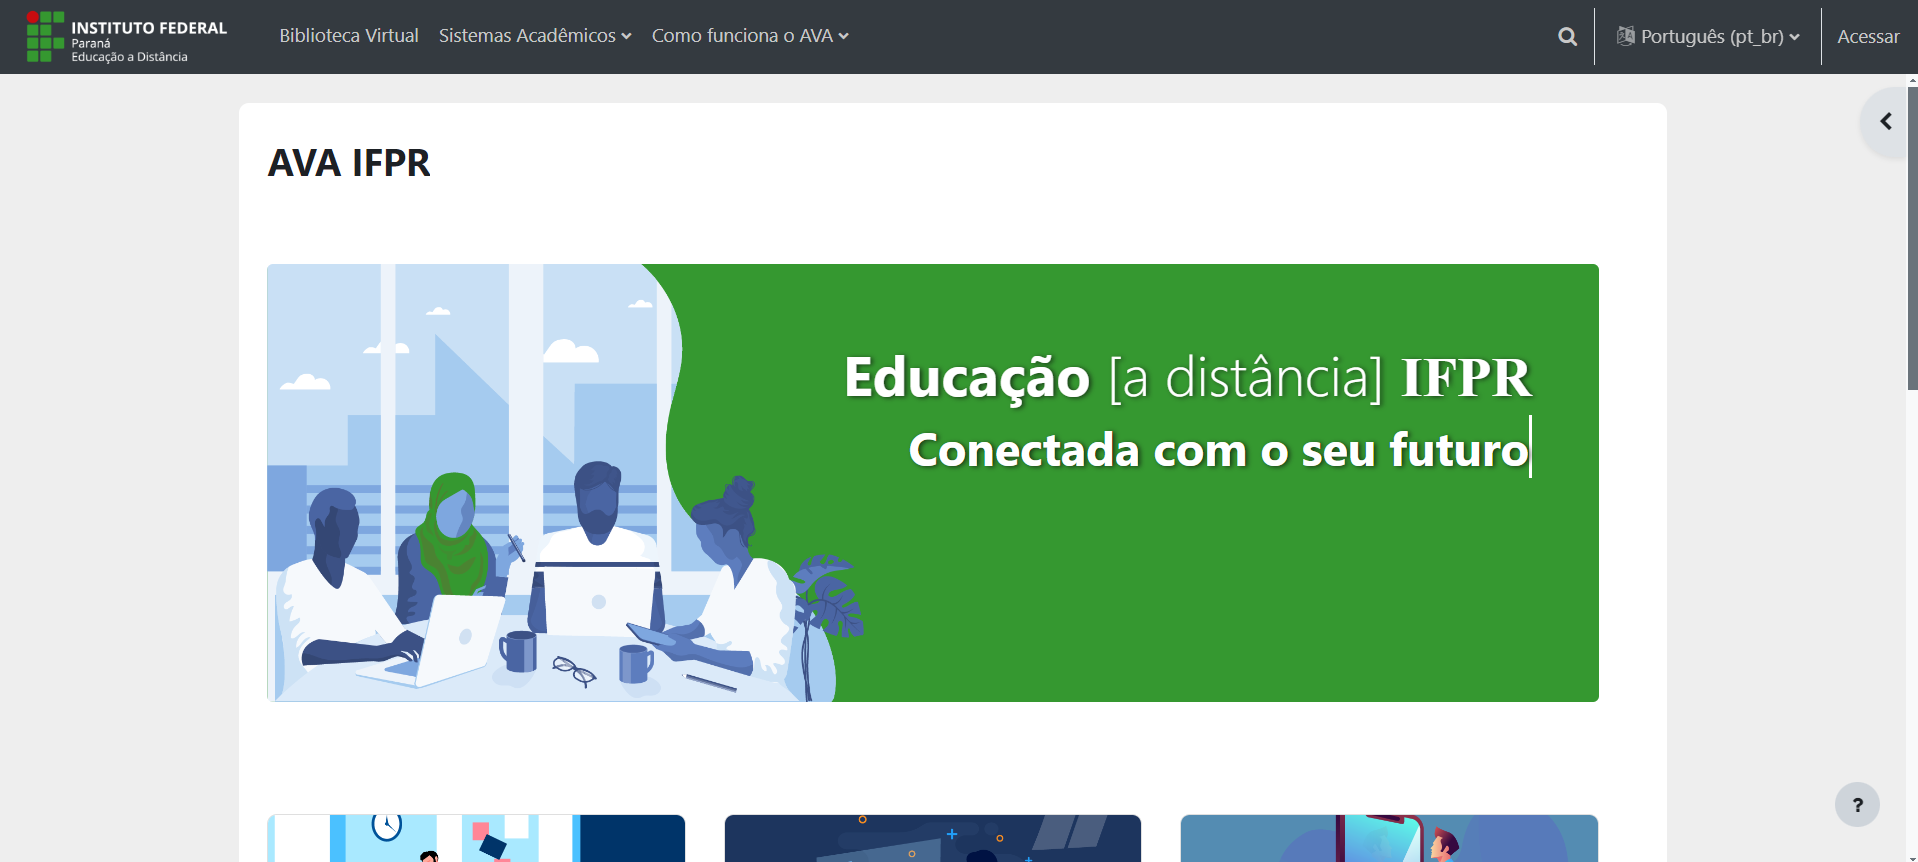 INSTITUTO FEDERAL
Paraná
Educação a Distância
Biblioteca Virtual
Sistemas Acadêmicos
Como funciona o AVA
Português (pt_br)
Acessar
AVA IFPR
Educação [a distância] IFPR
Conectada com o seu futuro
?